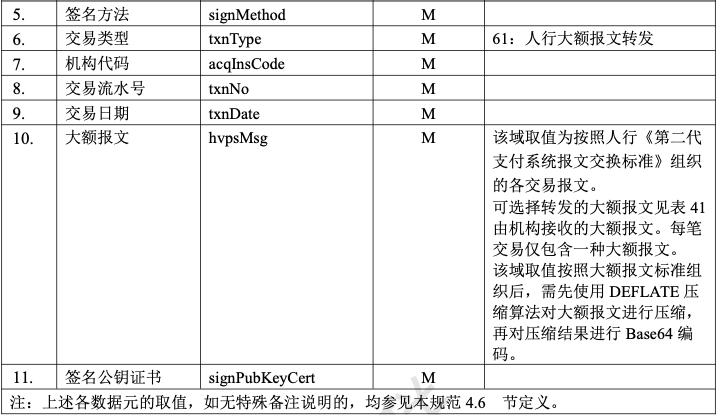 5. 签名方法 signMethod M
6. 交易类型 txnType M 61：人行大额报文转发
7. 机构代码 acqInsCode M
8. 交易流水号 txnNo M
9. 交易日期 txnDate M
10. 大额报文 hvpsMsg M 该域取值为按照人行《第二代
支付系统报文交换标准》组织
的各交易报文。
可选择转发的大额报文见表 41
由机构接收的大额报文。每笔
交易仅包含一种大额报文。
该域取值按照大额报文标准组
织后，需先使用 DEFLATE 压
缩算法对大额报文进行压缩，
再对压缩结果进行 Base64 编
码。
11. 签名公钥证书 signPubKeyCert M
注：上述各数据元的取值，如无特殊备注说明的，均参见本规范 4.6 节定义。